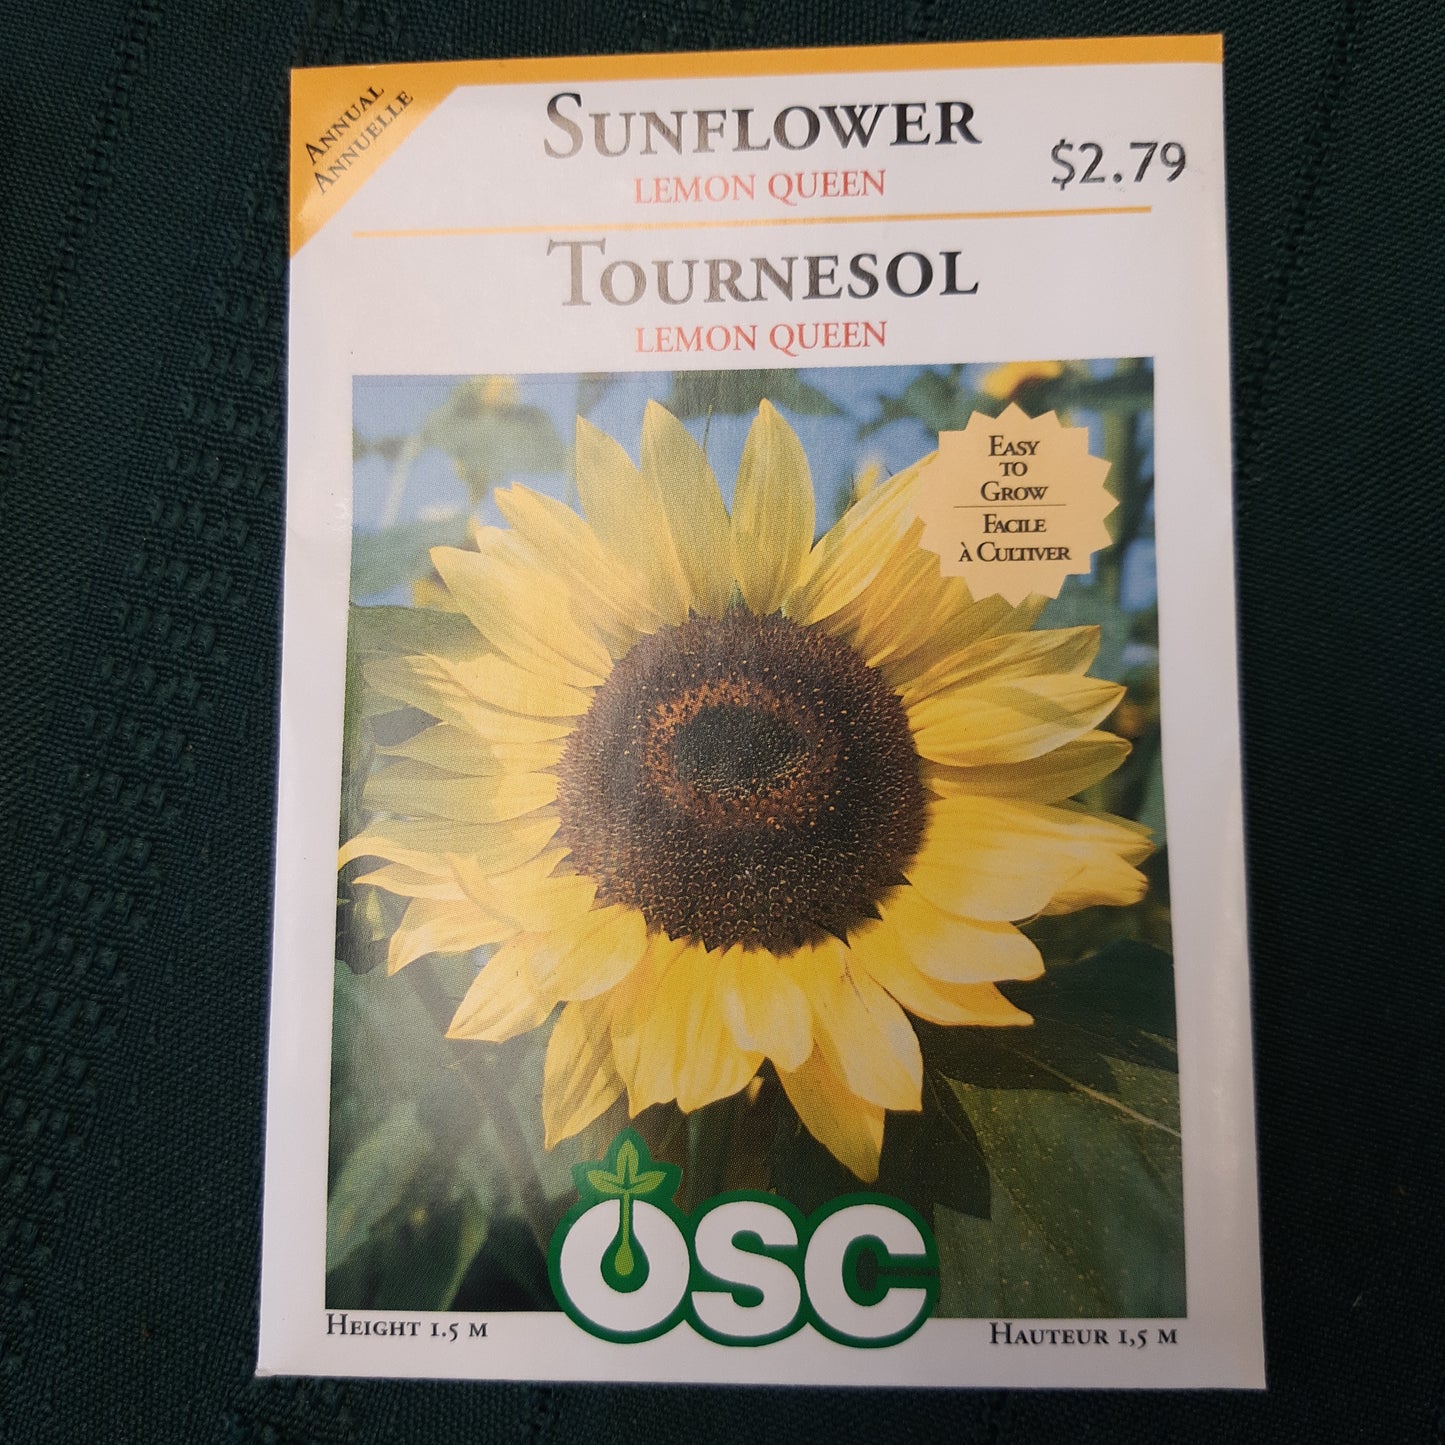 ANNUAL
ANNUELLE
SUNFLOWER
LEMON QUEEN
$2.79
TOURNESOL
LEMON QUEEN
EASY
TO
GROW
FACILE
À CULTIVER
OSC
HEIGHT 1.5 M
HAUTEUR 1,5 M